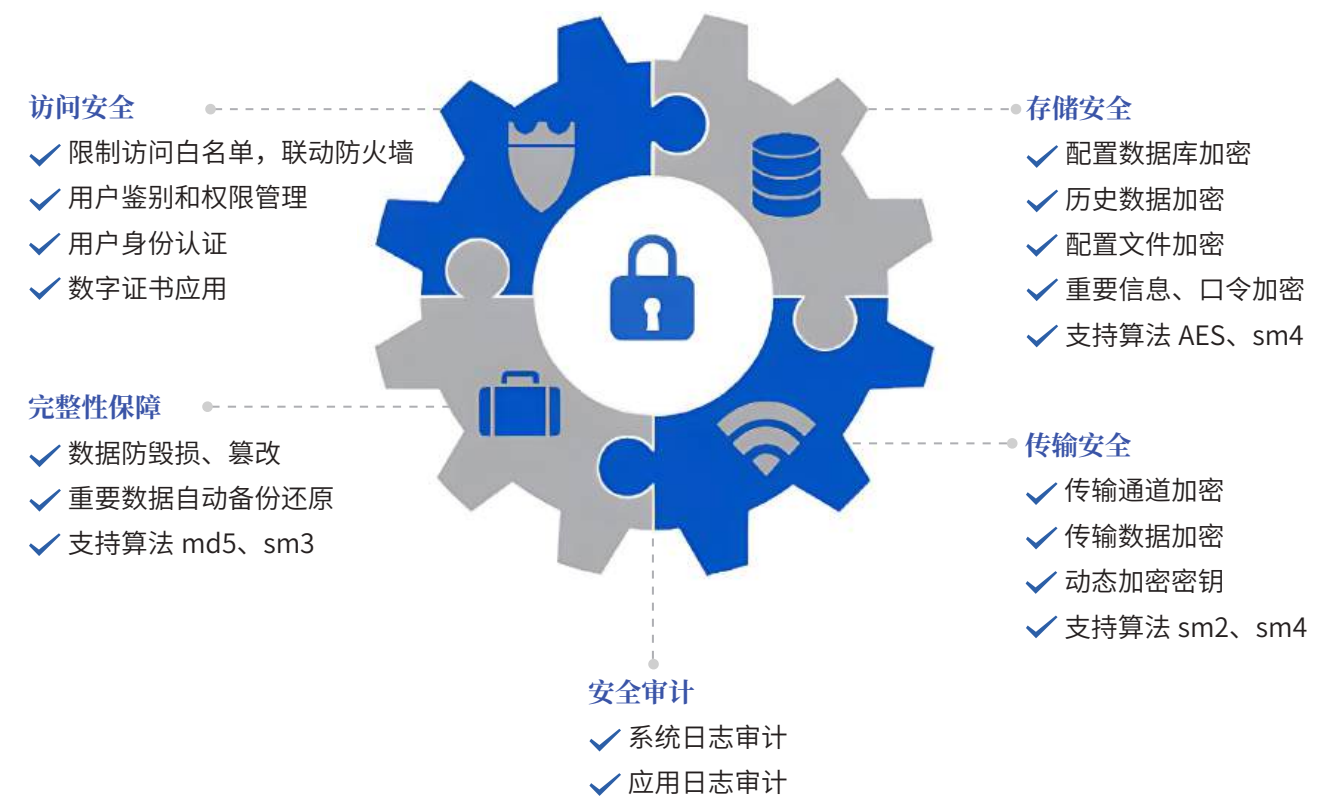 访问安全
限制访问白名单，联动防火墙
用户鉴别和权限管理
用户身份认证
数字证书应用
存储安全
配置数据库加密
历史数据加密
配置文件加密
重要信息、口令加密
支持算法 AES、sm4
完整性保障
数据防毁损、篡改
重要数据自动备份还原
支持算法 md5、sm3
传输安全
传输通道加密
传输数据加密
动态加密密钥
支持算法 sm2、sm4
安全审计
系统日志审计
应用日志审计